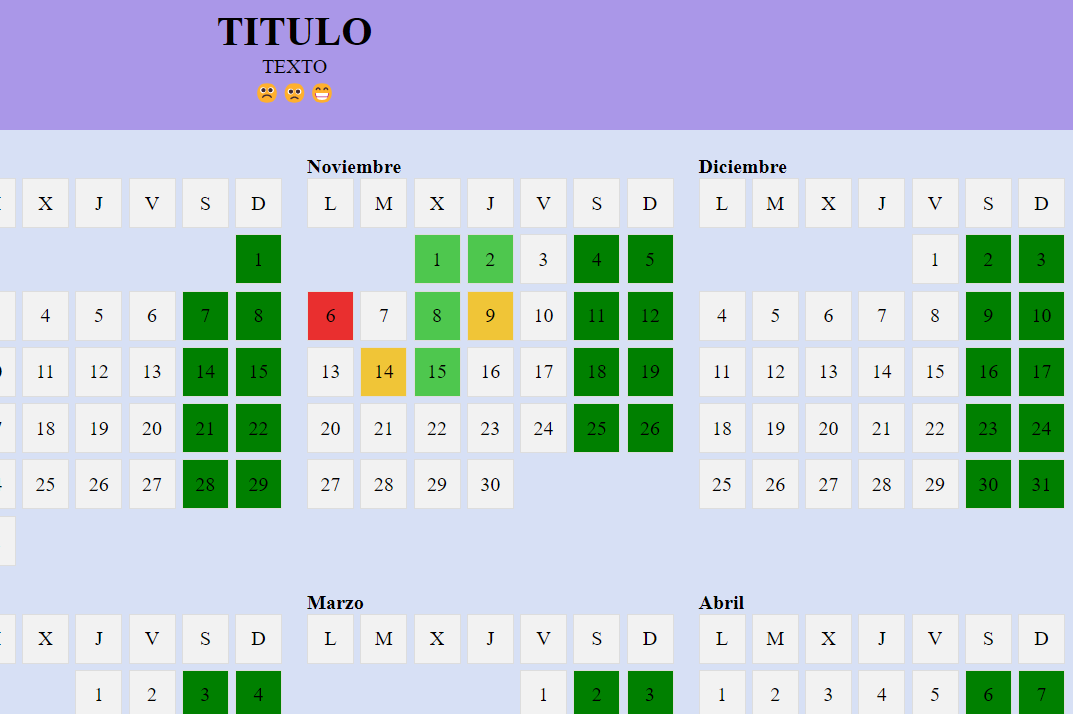 TITULO
TEXTO
Noviembre Diciembre
X J V S D L M X J V S D L M X J V S D
1 1 2 3 4 5 1 2 3
4 5 6 7 8 6 7 8 9 10 11 12 4 5 6 7 8 9 10
11 12 13 14 15 13 14 15 16 17 18 19 11 12 13 14 15 16 17
18 19 20 21 22 20 21 22 23 24 25 26 18 19 20 21 22 23 24
25 26 27 28 29 27 28 29 30 25 26 27 28 29 30 31
Marzo Abril
X J V S D L M X J V S D L M X J V S D
1 2 3 4 1 2 3 1 2 3 4 5 6 7